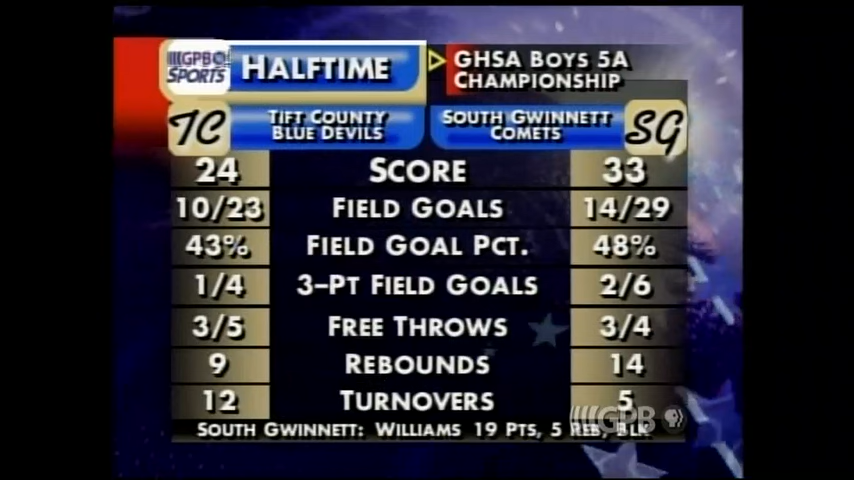 GPB SPORTS HALFTIME
GHSA BOYS 5A CHAMPIONSHIP
TC TIFT COUNTY BLUE DEVILS
SOUTH GWINNETT COMETS SG
24 SCORE 33
10/23 FIELD GOALS 14/29
43% FIELD GOAL PCT. 48%
1/4 3-PT FIELD GOALS 2/6
3/5 FREE THROWS 3/4
9 REBOUNDS 14
12 TURNOVERS 5
GPB
SOUTH GWINNETT: WILLIAMS 19 PTS, 5 REB, BLK